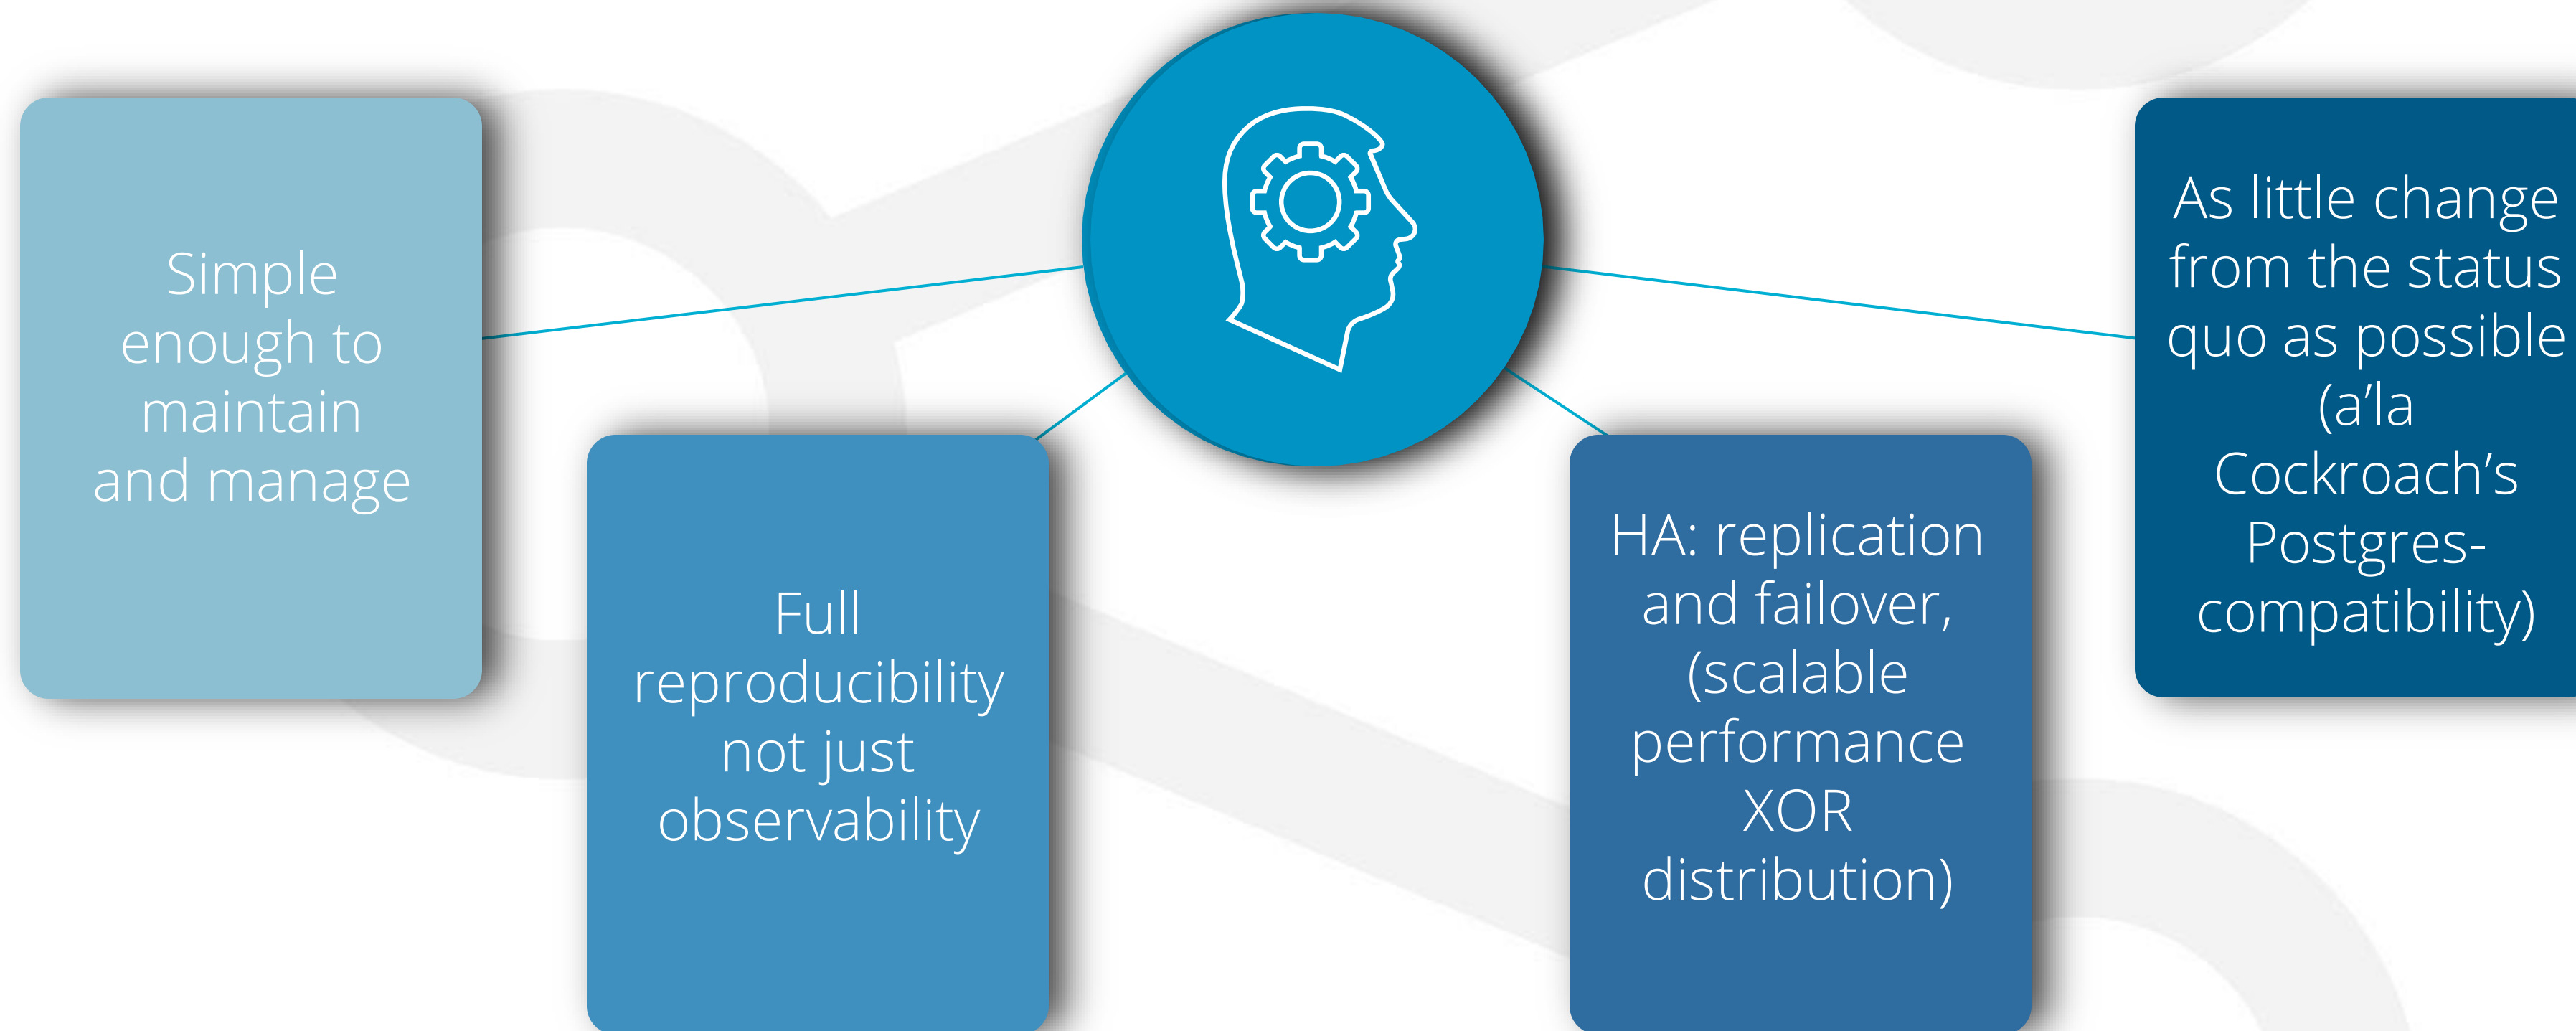 Simple
enough to
maintain
and manage
Full
reproducibility
not just
observability
HA: replication
and failover,
(scalable
performance
XOR
distribution)
As little change
from the status
quo as possible
(a’la
Cockroach’s
Postgres-
compatibility)